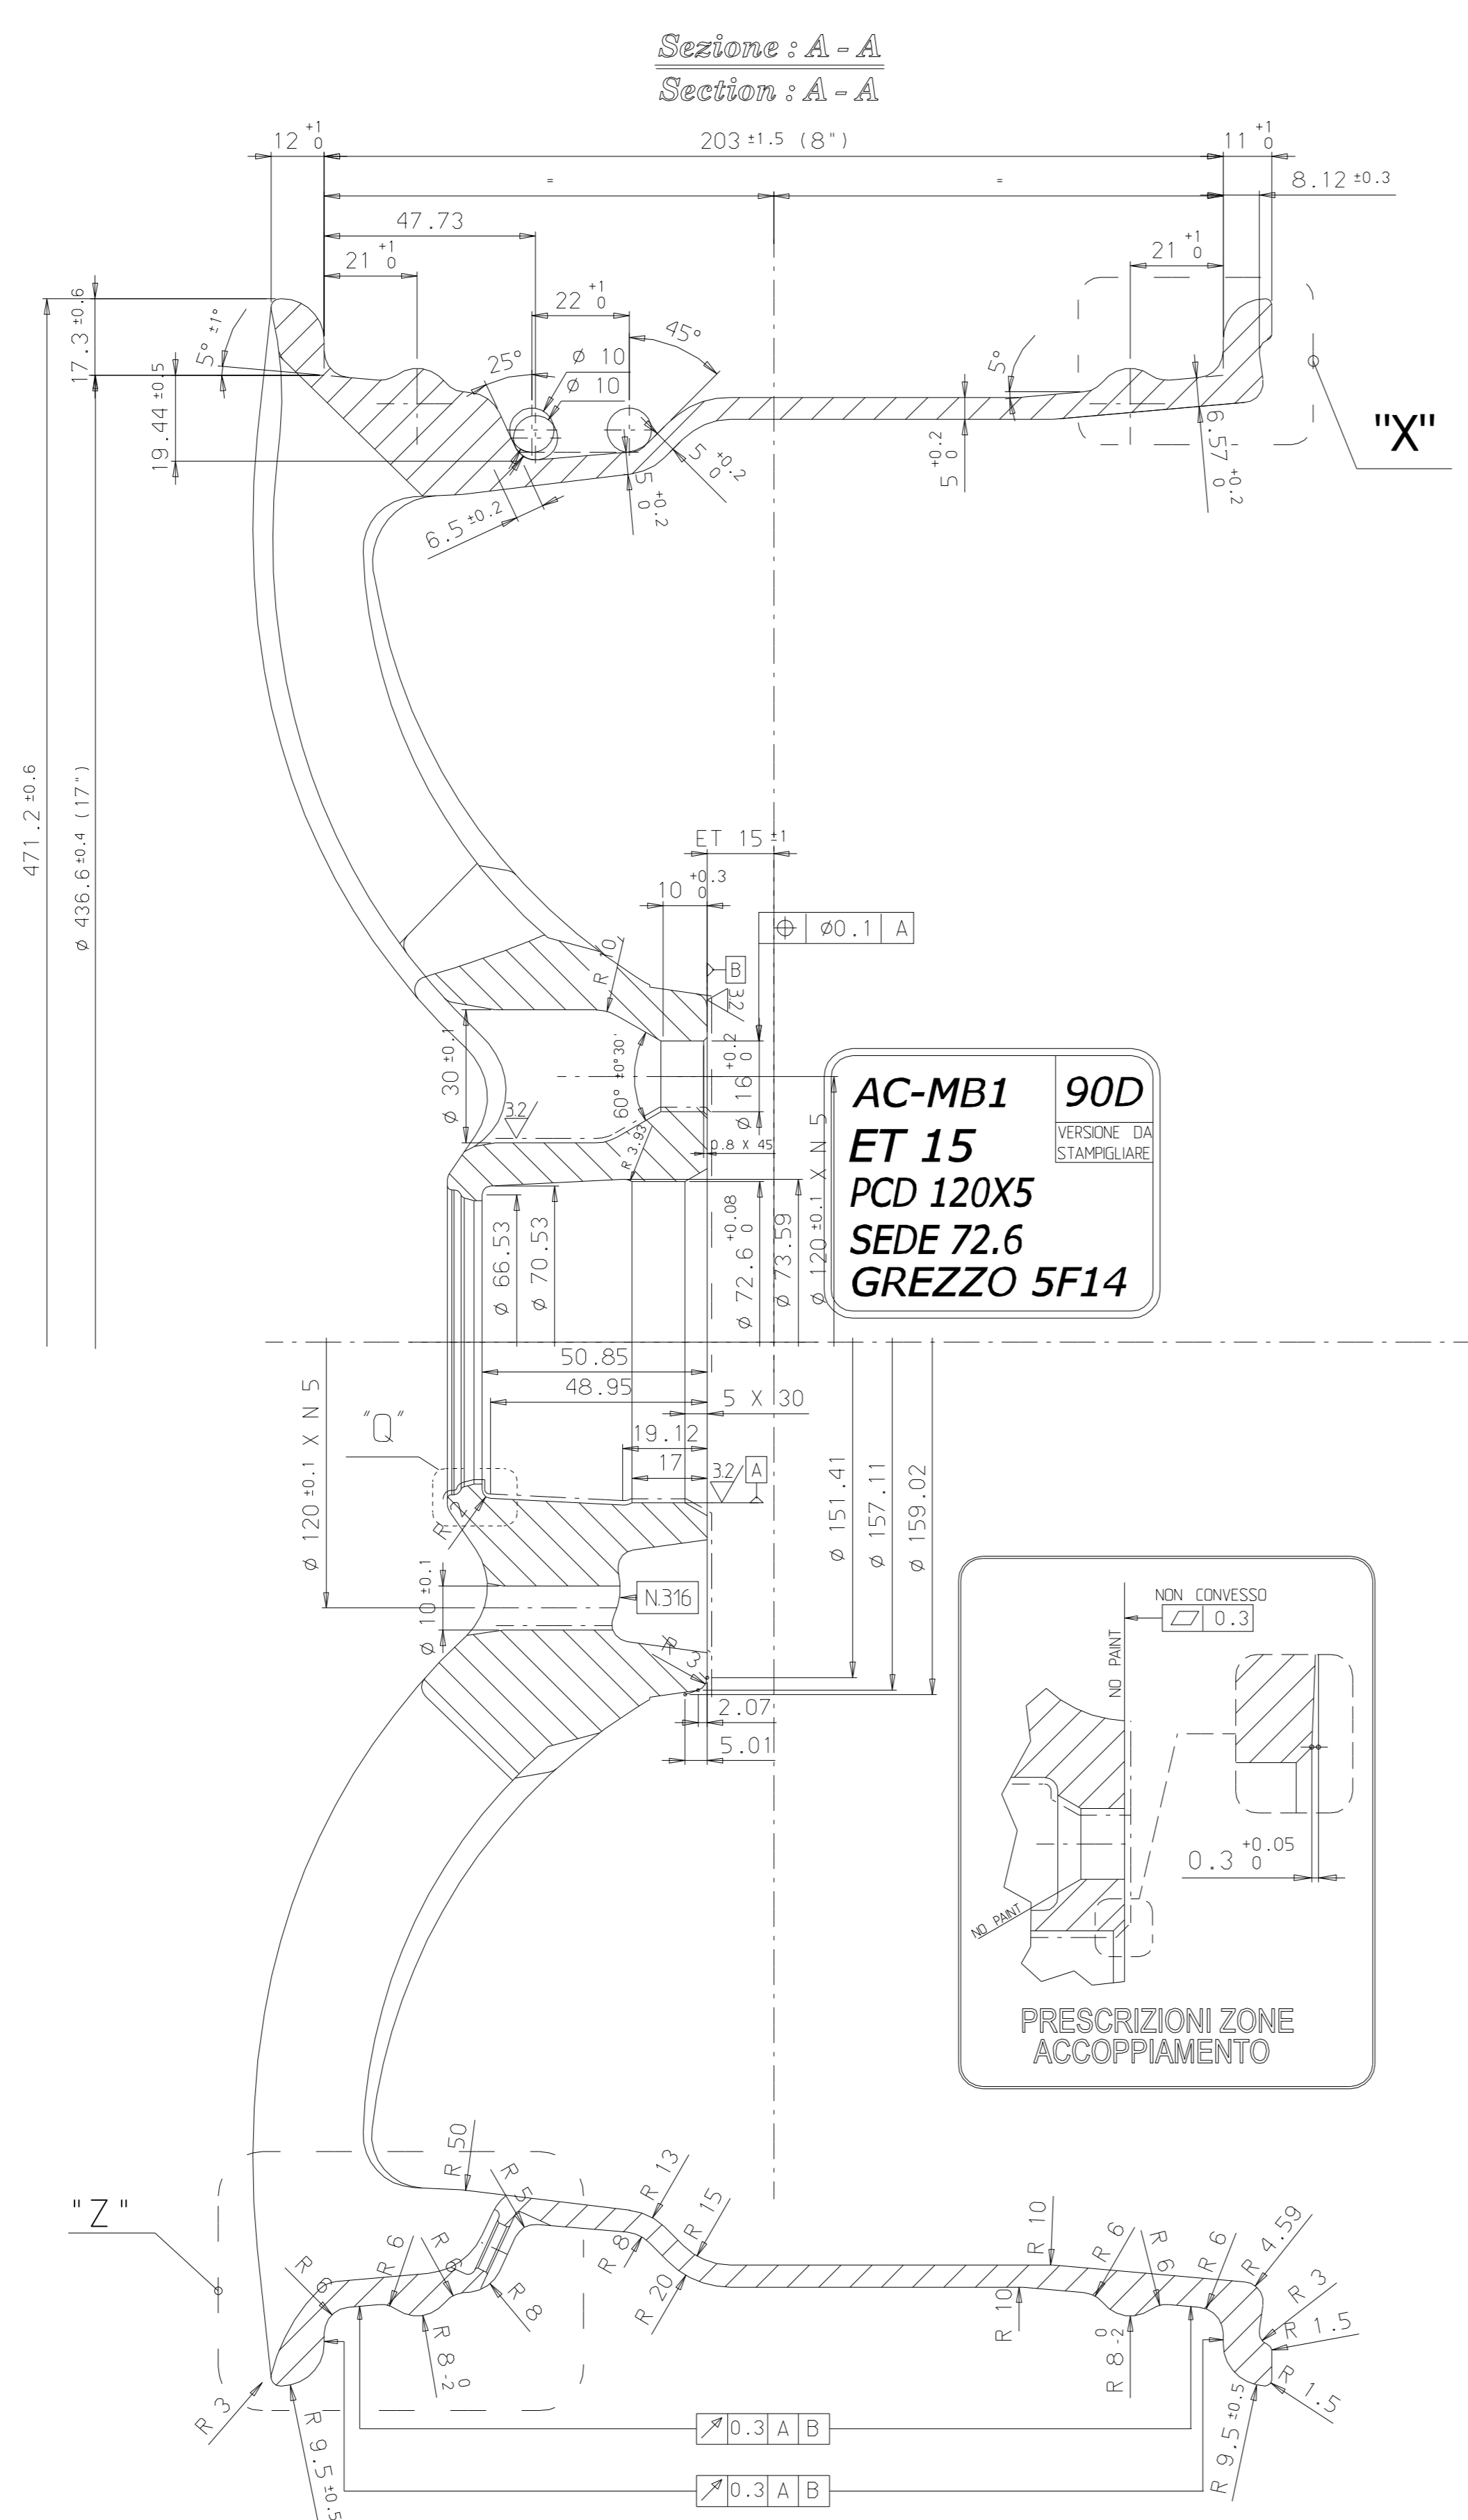 Sezione : A - A
Section : A - A
12 +1 0
203 ±1.5 (8")
11 +1 0
=
=
8.12 ±0.3
47.73
21 +1 0
21 +1 0
22 +1 0
45°
25°
ø 10
ø 10
5° ±1°
5°
17.3 ±0.6
19.44 ±0.5
"X"
6.5 ±0.2
5 +0.2 0
5 +0.2 0
5 +0.2 0
6.57 +0.2 0
471.2 ±0.6
ø 436.6 ±0.4 (17")
ET 15 ±1
10 +0.3 0
ø0.1 A
R 10
B
3.2
ø 30 ±0.1
60° ±0°30'
ø 16 +0.2 0
3.2
R 3.93
0.8 X 45
AC-MB1
90D
VERSIONE DA
STAMPIGLIARE
ET 15
PCD 120X5
SEDE 72.6
GREZZO 5F14
ø 66.53
ø 70.53
ø 72.6 +0.08 0
ø 73.59
ø 120 ±0.1 X N 5
50.85
48.95
5 X 30
19.12
17
3.2
A
"Q"
R 2
ø 120 ±0.1 X N 5
ø 10 ±0.1
N.316
R 3
ø 151.41
ø 157.11
ø 159.02
2.07
5.01
NON CONVESSO
0.3
NO PAINT
0.3 +0.05 0
NO PAINT
PRESCRIZIONI ZONE
ACCOPPIAMENTO
"Z"
R 50
R 5
R 13
R 15
R 8
R 20
R 10
R 10
R 6
R 6
R 6
R 4.59
R 3
R 1.5
R 1.5
R 6
R 6
R 6
R 8
R 8 0 -2
R 8 0 -2
R 3
R 9.5 ±0.5
R 9.5 ±0.5
0.3 A B
0.3 A B